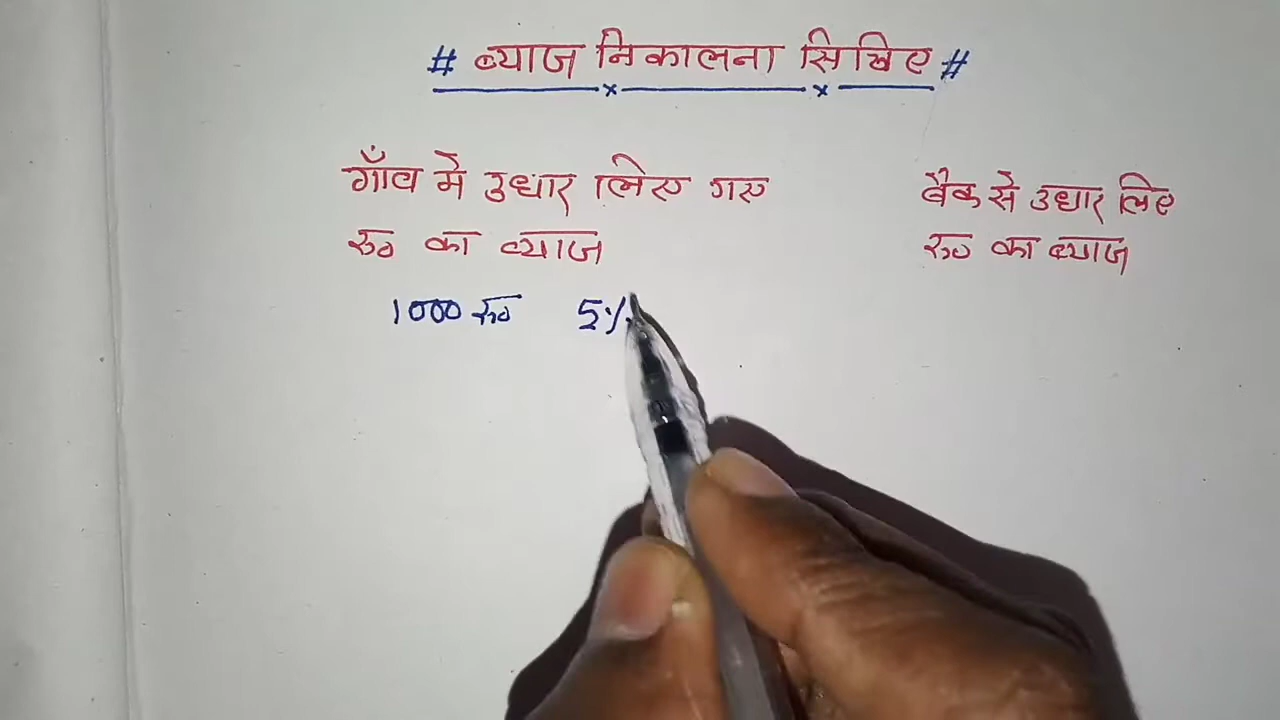 # ब्याज निकालना सिखिए #
गाँव मे उधार लिए गए
रु० का ब्याज
1000 रु० 5%
बैंक से उधार लिए
रु० का ब्याज